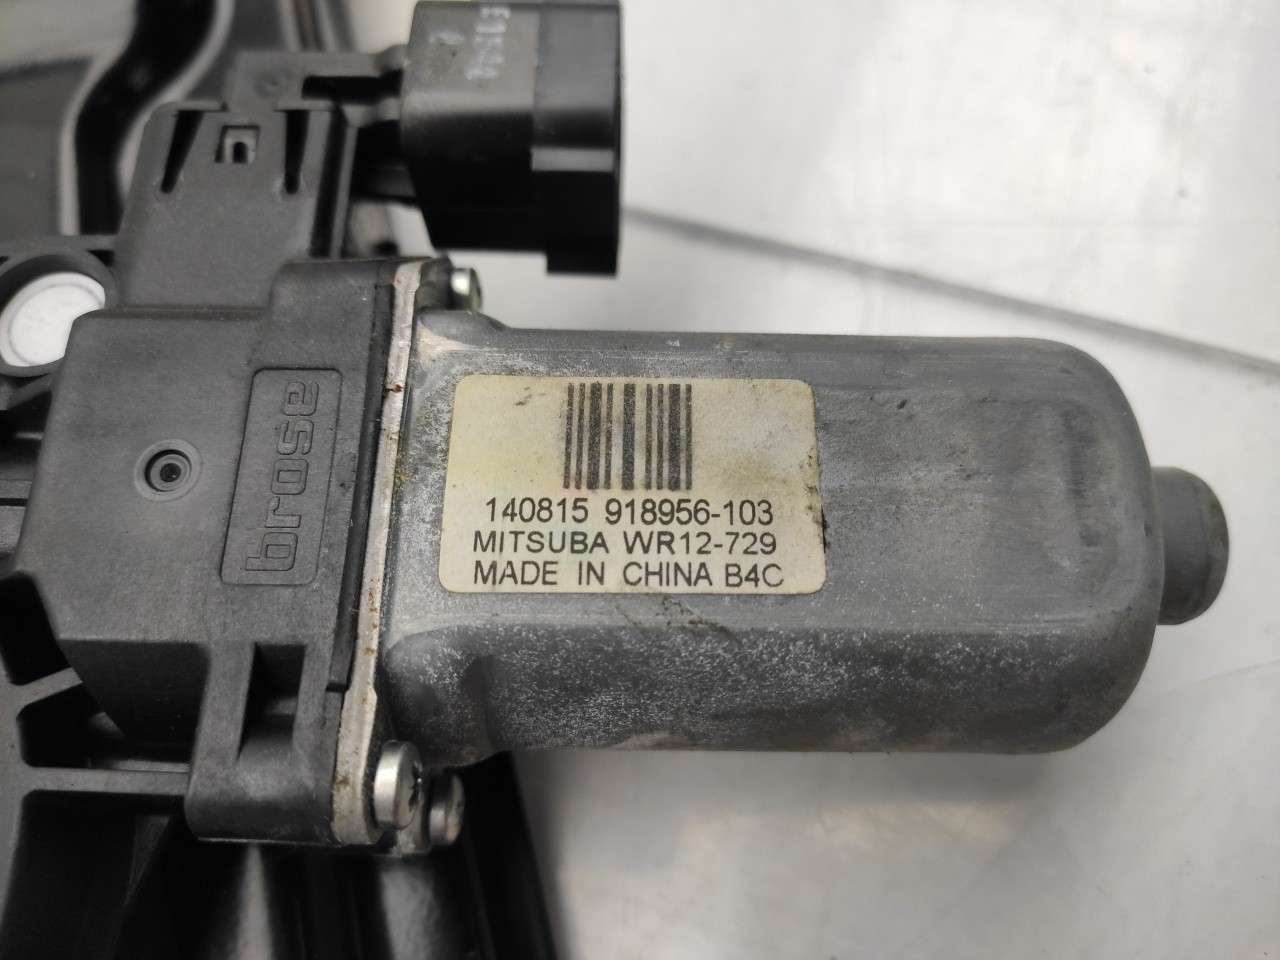 brose
140815 918956-103
MITSUBA WR12-729
MADE IN CHINA B4C